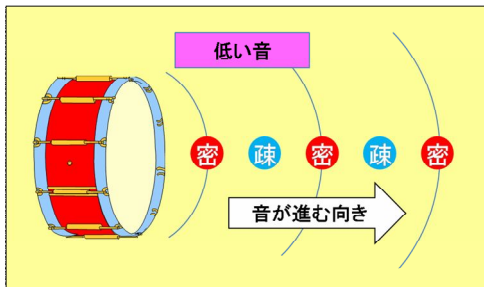 低い音
密 疎 密 疎 密
音が進む向き